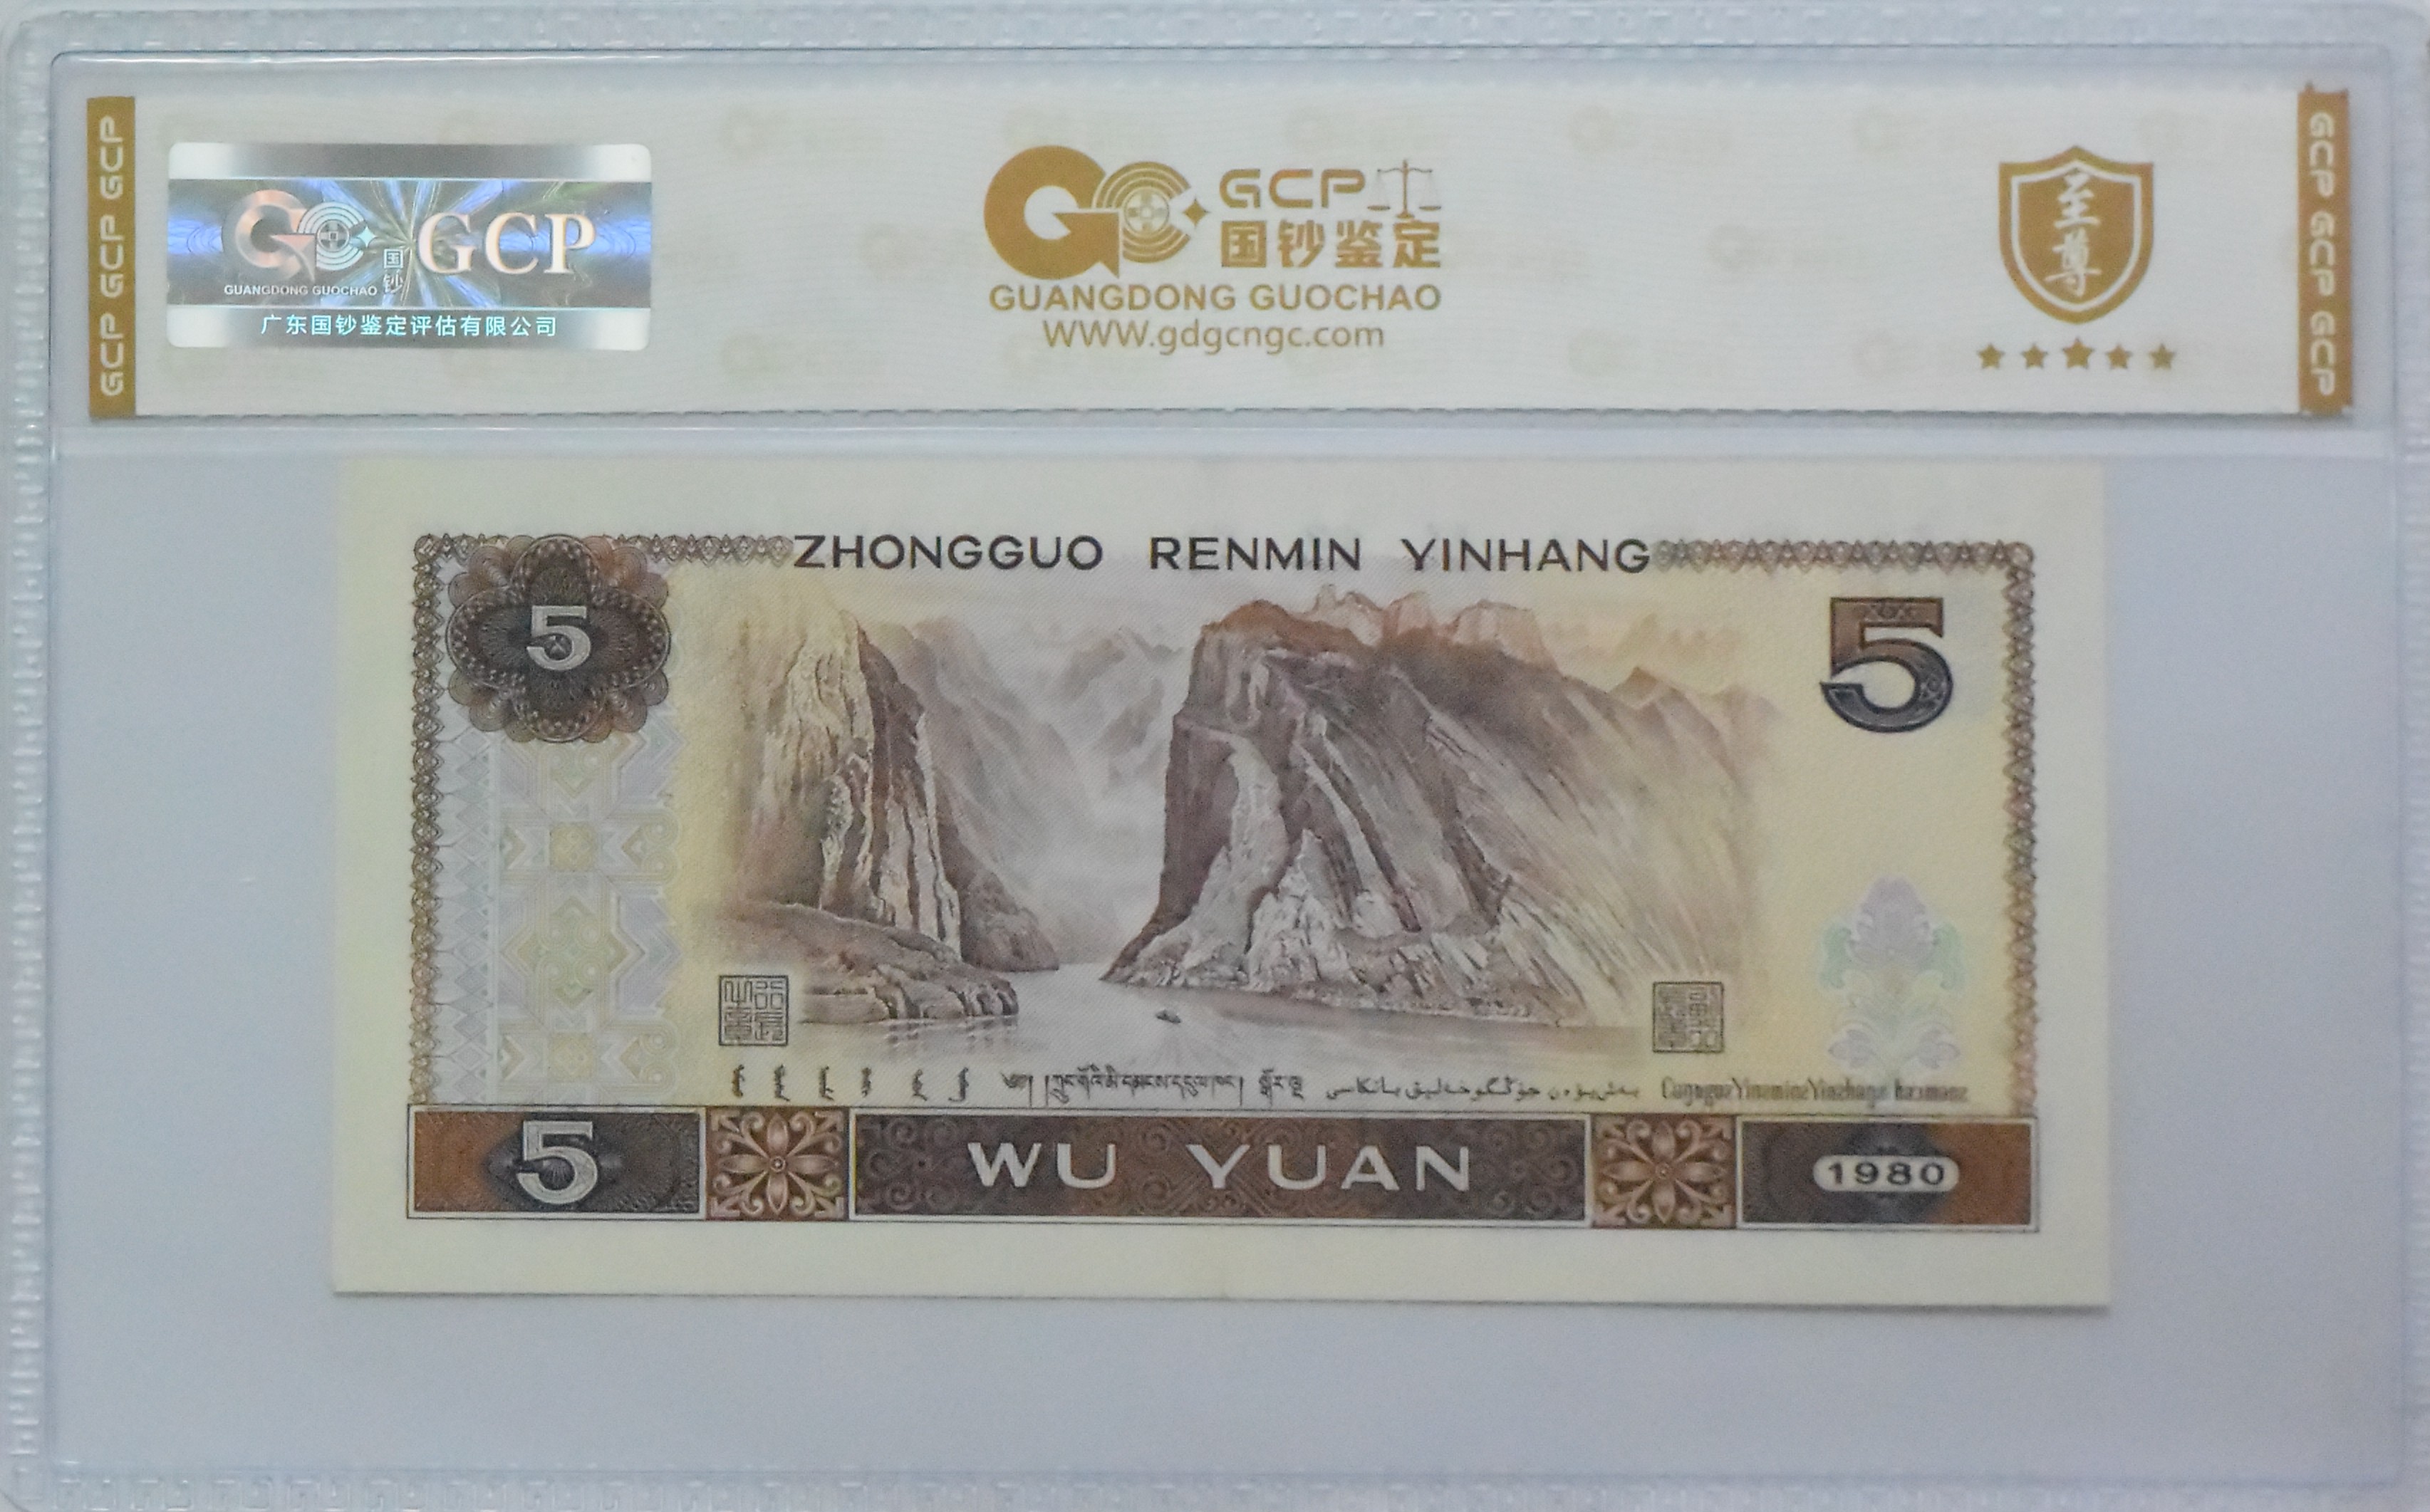 GCP GCP GCP
GC
国钞
GCP
GUANGDONG GUOCHAO
广东国钞鉴定评估有限公司
GC
GCP
国钞鉴定
GUANGDONG GUOCHAO
WWW.gdgcngc.com
至尊
GCP GCP GCP
ZHONGGUO RENMIN YINHANG
5
5
5
WU YUAN
1980